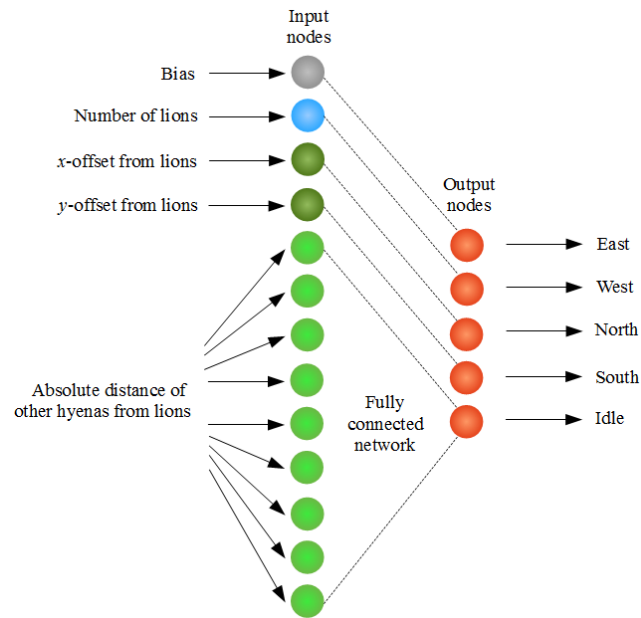 Input
nodes
Bias
Number of lions
x-offset from lions
y-offset from lions
Absolute distance of
other hyenas from lions
Fully
connected
network
Output
nodes
East
West
North
South
Idle